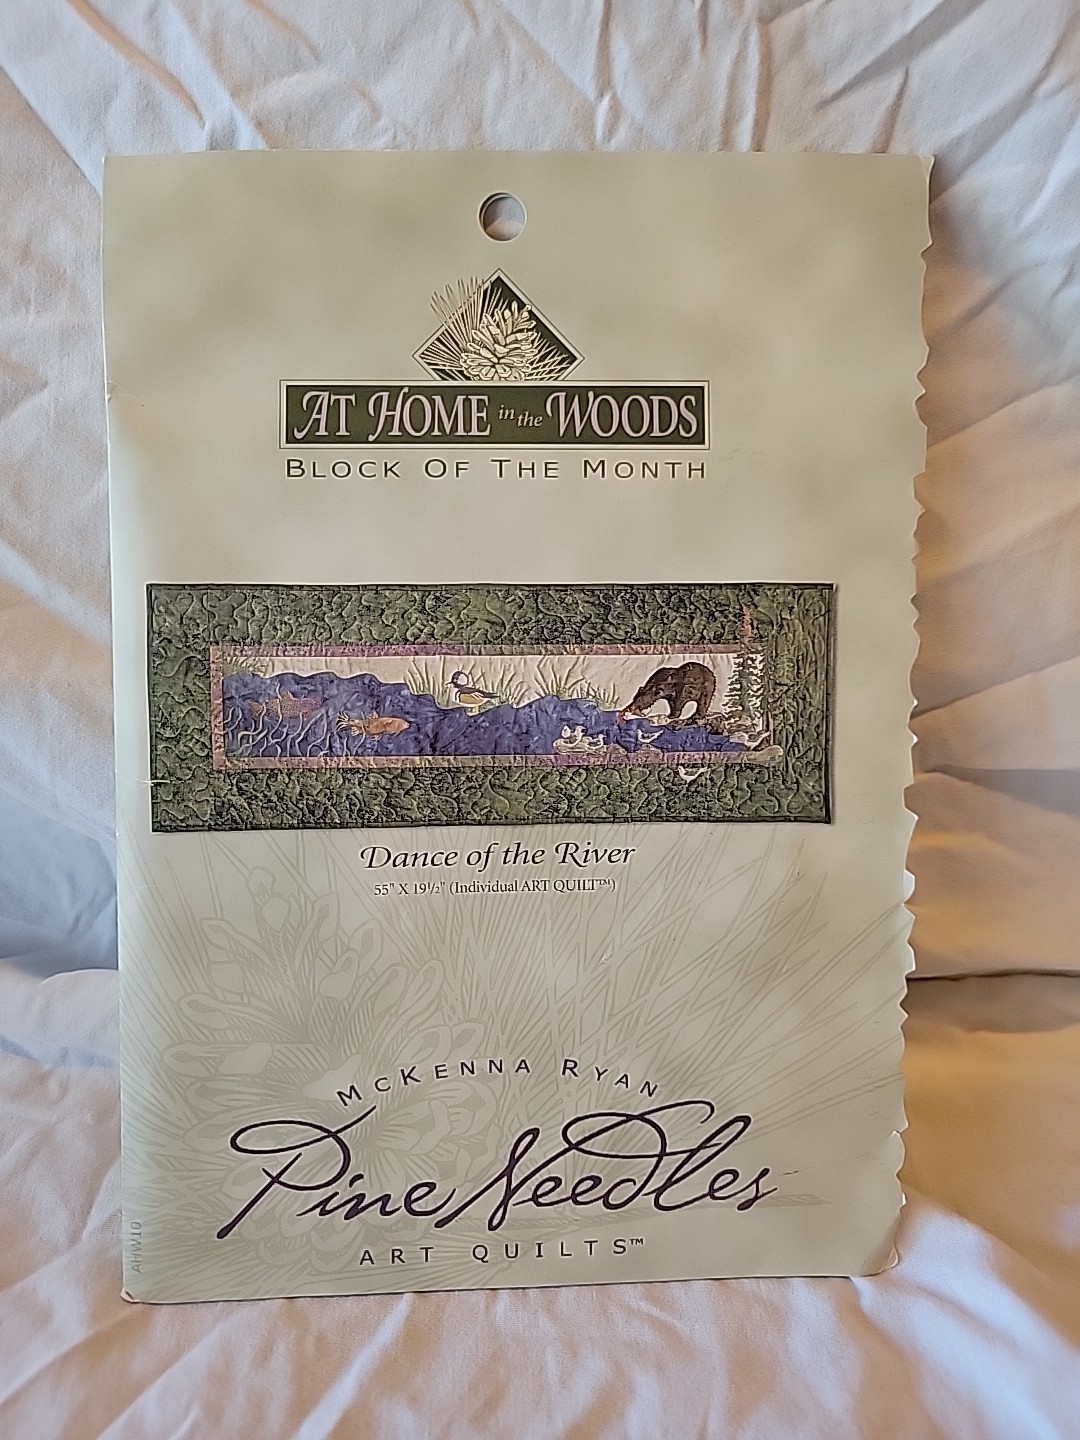 AT HOME in the WOODS
BLOCK OF THE MONTH
Dance of the River
55" X 19½" (Individual ART QUILT™)
MCKENNA RYAN
Pine Needles
ART QUILTS™
AHW10